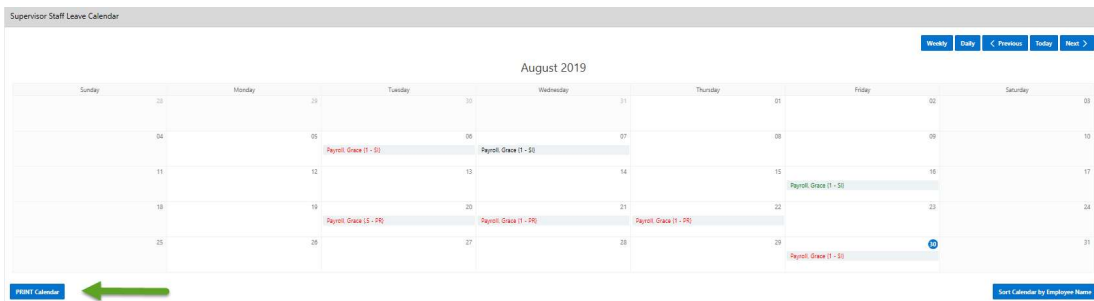 Supervisor Staff Leave Calendar
Weekly Daily < Previous Today Next >
August 2019
Sunday Monday Tuesday Wednesday Thursday Friday Saturday
28 29 30 31 01 02 03
04 05 06 07 08 09 10
Payroll, Grace (1 - SI) Payroll, Grace (1 - SI)
11 12 13 14 15 16 17
Payroll, Grace (1 - SI)
18 19 20 21 22 23 24
Payroll, Grace (.5 - PR) Payroll, Grace (1 - PR) Payroll, Grace (1 - PR)
25 26 27 28 29 30 31
Payroll, Grace (1 - SI)
PRINT Calendar Sort Calendar by Employee Name